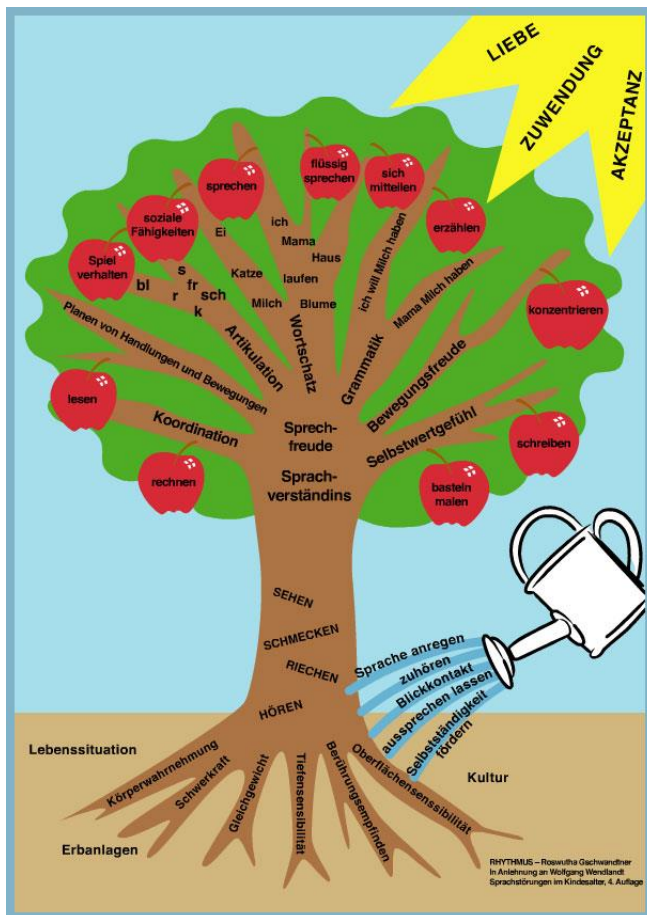 LIEBE
ZUWENDUNG
AKZEPTANZ
sprechen
flüssig
sprechen
sich
mitteilen
soziale
Fähigkeiten
erzählen
Spiel
verhalten
konzentrieren
lesen
schreiben
rechnen
basteln
malen
bl
s
r
fr
sch
k
Ei
Katze
Milch
ich
Mama
Haus
laufen
Blume
ich will Milch haben
Mama Milch haben
Planen von Handlungen und Bewegungen
Artikulation
Wortschatz
Grammatik
Bewegungsfreude
Koordination
Selbstwertgefühl
Sprech-
freude
Sprach-
verständins
SEHEN
SCHMECKEN
RIECHEN
HÖREN
Sprache anregen
zuhören
Blickkontakt
aussprechen lassen
Selbstständigkeit
fördern
Lebenssituation
Kultur
Erbanlagen
Körperwahrnehmung
Schwerkraft
Gleichgewicht
Tiefensensibilität
Berührungsempfinden
Oberflächensenssibilität
RHYTHMUS – Roswutha Gschwandtner
In Anlehnung an Wolfgang Wendlandt
Sprachstörungen im Kindesalter, 4. Auflage